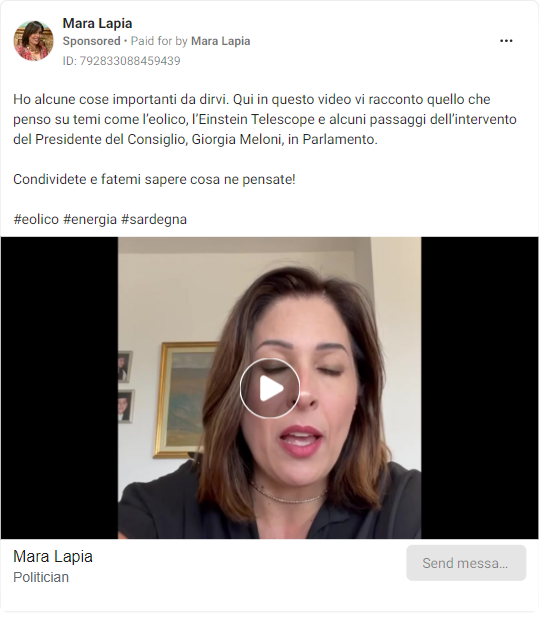 Mara Lapia
Sponsored • Paid for by Mara Lapia
ID: 792833088459439
Ho alcune cose importanti da dirvi. Qui in questo video vi racconto quello che
penso su temi come l’eolico, l’Einstein Telescope e alcuni passaggi dell’intervento
del Presidente del Consiglio, Giorgia Meloni, in Parlamento.
Condividete e fatemi sapere cosa ne pensate!
#eolico #energia #sardegna
Mara Lapia
Politician
Send messa...